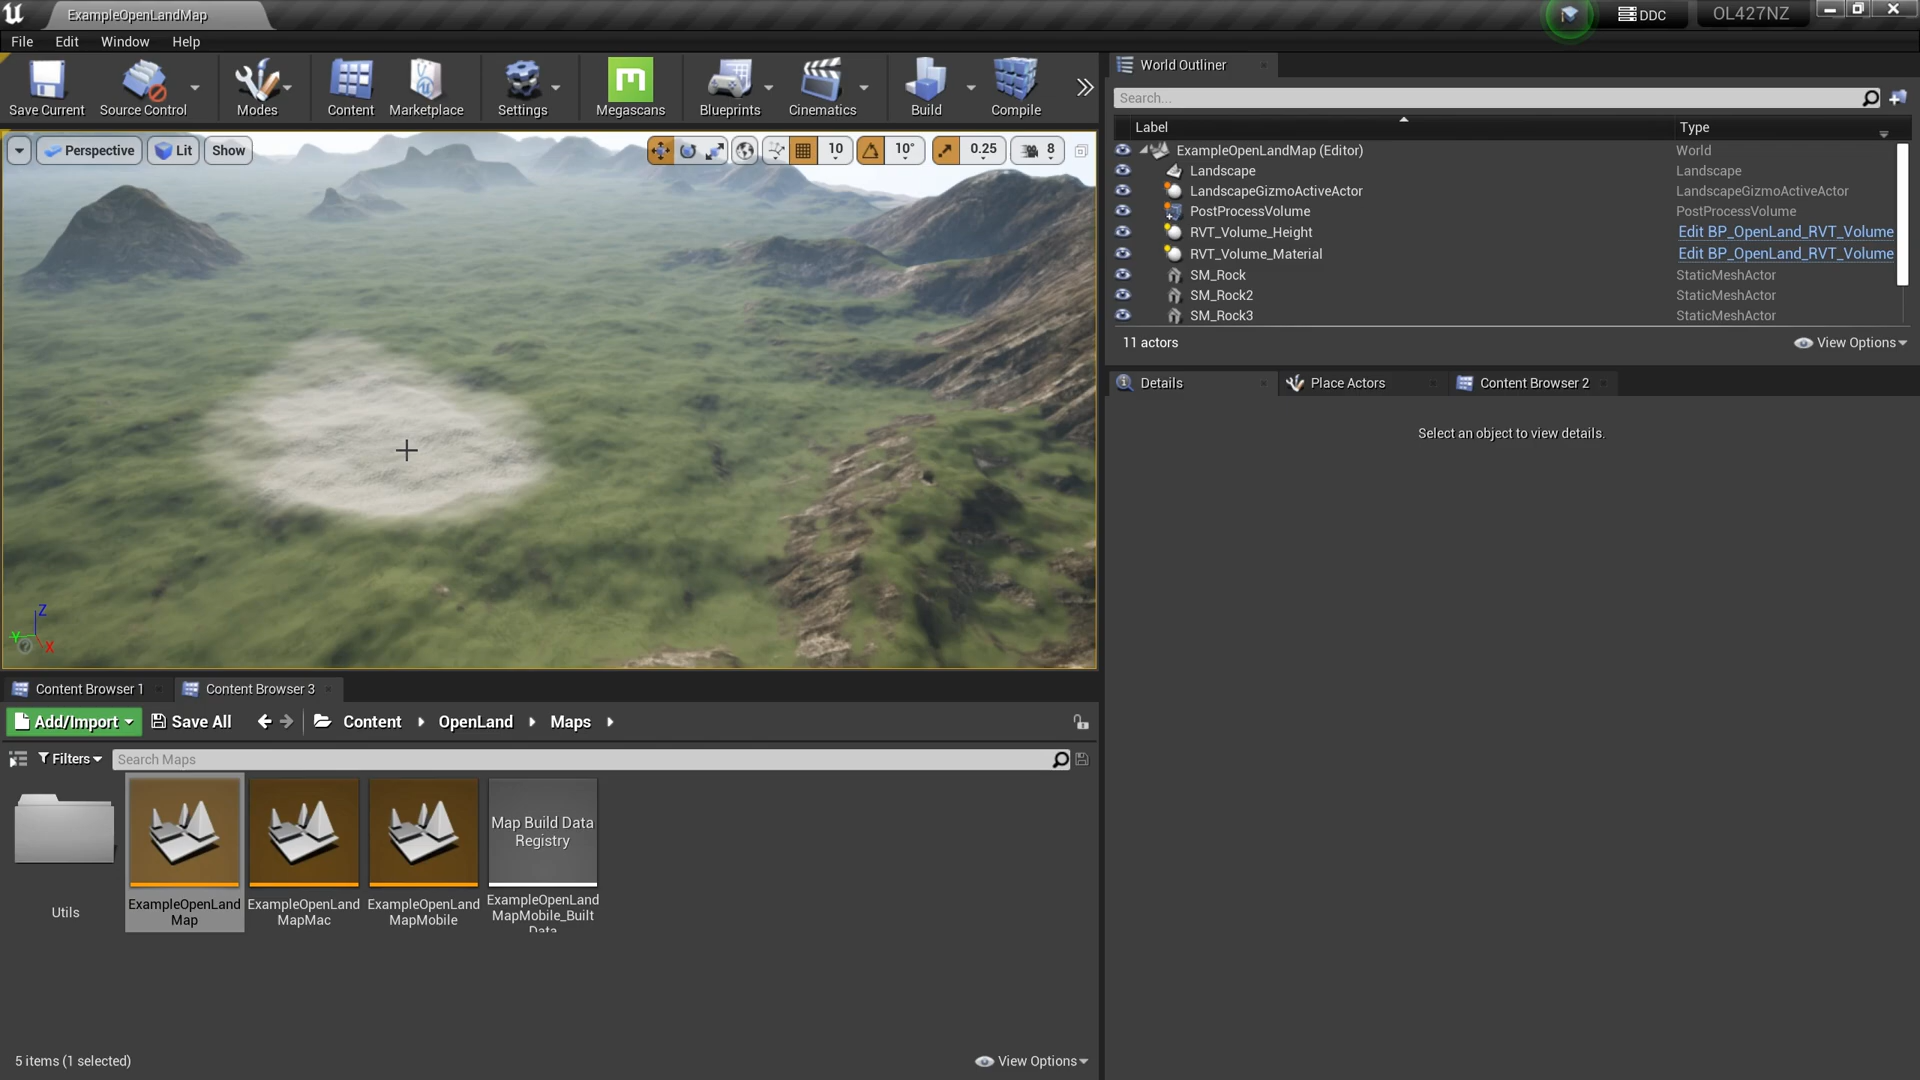 ExampleOpenLandMap
DDC
OL427NZ
File Edit Window Help
Save Current Source Control Modes Content Marketplace Settings Megascans Blueprints Cinematics Build Compile
Perspective Lit Show 10 10° 0.25 8
Z
Y
X
World Outliner
Search...
Label Type
ExampleOpenLandMap (Editor) World
Landscape Landscape
LandscapeGizmoActiveActor LandscapeGizmoActiveActor
PostProcessVolume PostProcessVolume
RVT_Volume_Height Edit BP_OpenLand_RVT_Volume
RVT_Volume_Material Edit BP_OpenLand_RVT_Volume
SM_Rock StaticMeshActor
SM_Rock2 StaticMeshActor
SM_Rock3 StaticMeshActor
11 actors View Options
Details Place Actors Content Browser 2
Select an object to view details.
Content Browser 1 Content Browser 3
Add/Import Save All Content OpenLand Maps
Filters Search Maps
Map Build Data
Registry
Utils
ExampleOpenLand
Map
ExampleOpenLand
MapMac
ExampleOpenLand
MapMobile
ExampleOpenLand
MapMobile_Built
Data
5 items (1 selected) View Options